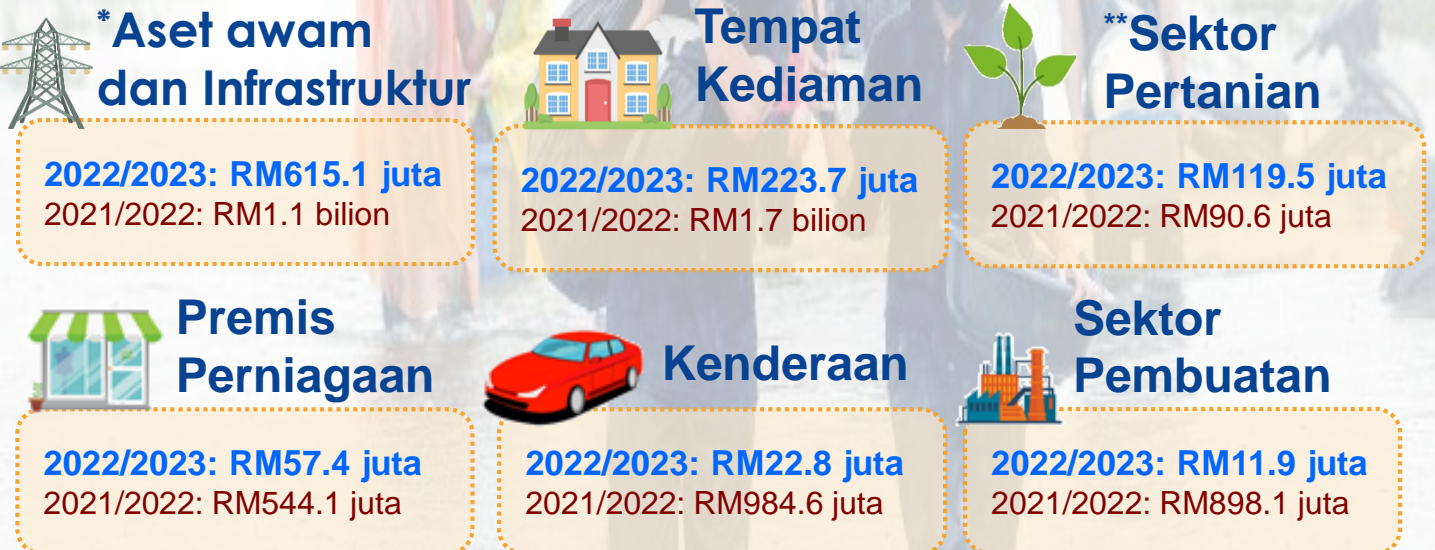 *Aset awam
dan Infrastruktur
2022/2023: RM615.1 juta
2021/2022: RM1.1 bilion
Tempat
Kediaman
2022/2023: RM223.7 juta
2021/2022: RM1.7 bilion
**Sektor
Pertanian
2022/2023: RM119.5 juta
2021/2022: RM90.6 juta
Premis
Perniagaan
2022/2023: RM57.4 juta
2021/2022: RM544.1 juta
Kenderaan
2022/2023: RM22.8 juta
2021/2022: RM984.6 juta
Sektor
Pembuatan
2022/2023: RM11.9 juta
2021/2022: RM898.1 juta